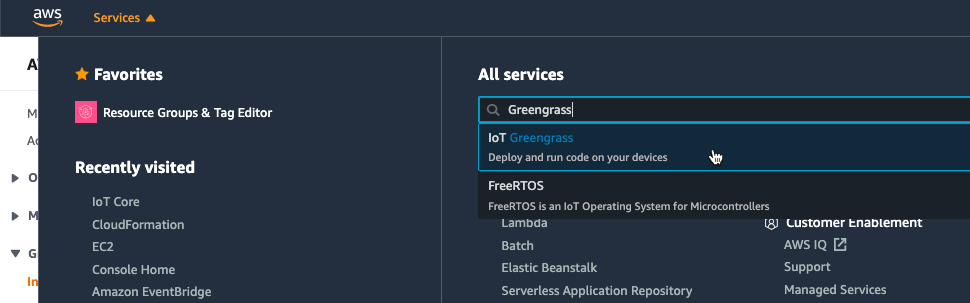 aws
Services
Favorites
Resource Groups & Tag Editor
Recently visited
IoT Core
CloudFormation
EC2
Console Home
Amazon EventBridge
All services
Greengrass
IoT Greengrass
Deploy and run code on your devices
FreeRTOS
FreeRTOS is an IoT Operating System for Microcontrollers
Lambda
Batch
Elastic Beanstalk
Serverless Application Repository
Customer Enablement
AWS IQ
Support
Managed Services